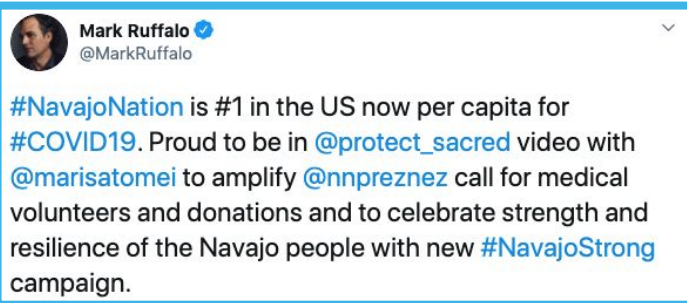 Mark Ruffalo
@MarkRuffalo
#NavajoNation is #1 in the US now per capita for
#COVID19. Proud to be in @protect_sacred video with
@marisatomei to amplify @nnpreznez call for medical
volunteers and donations and to celebrate strength and
resilience of the Navajo people with new #NavajoStrong
campaign.